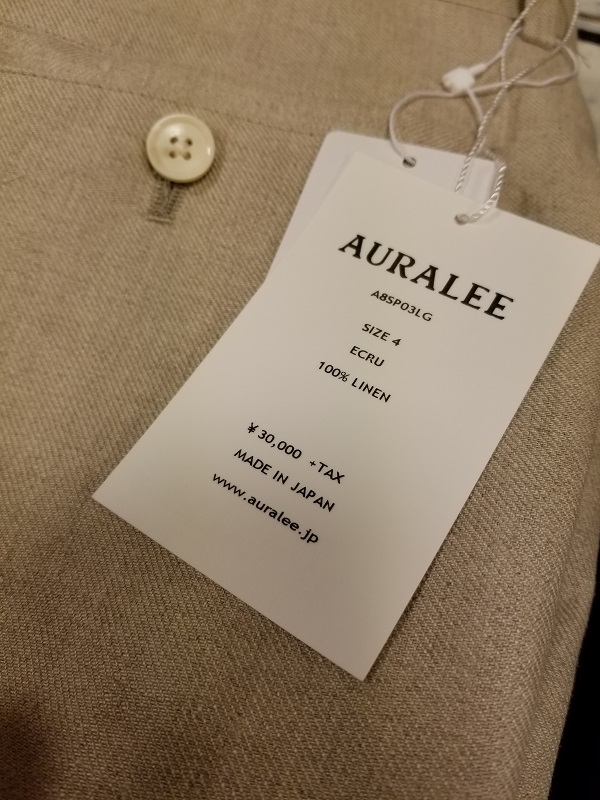 AURALEE
A8SP03LG
SIZE 4
ECRU
100% LINEN
¥30,000 +TAX
MADE IN JAPAN
www.auralee.jp